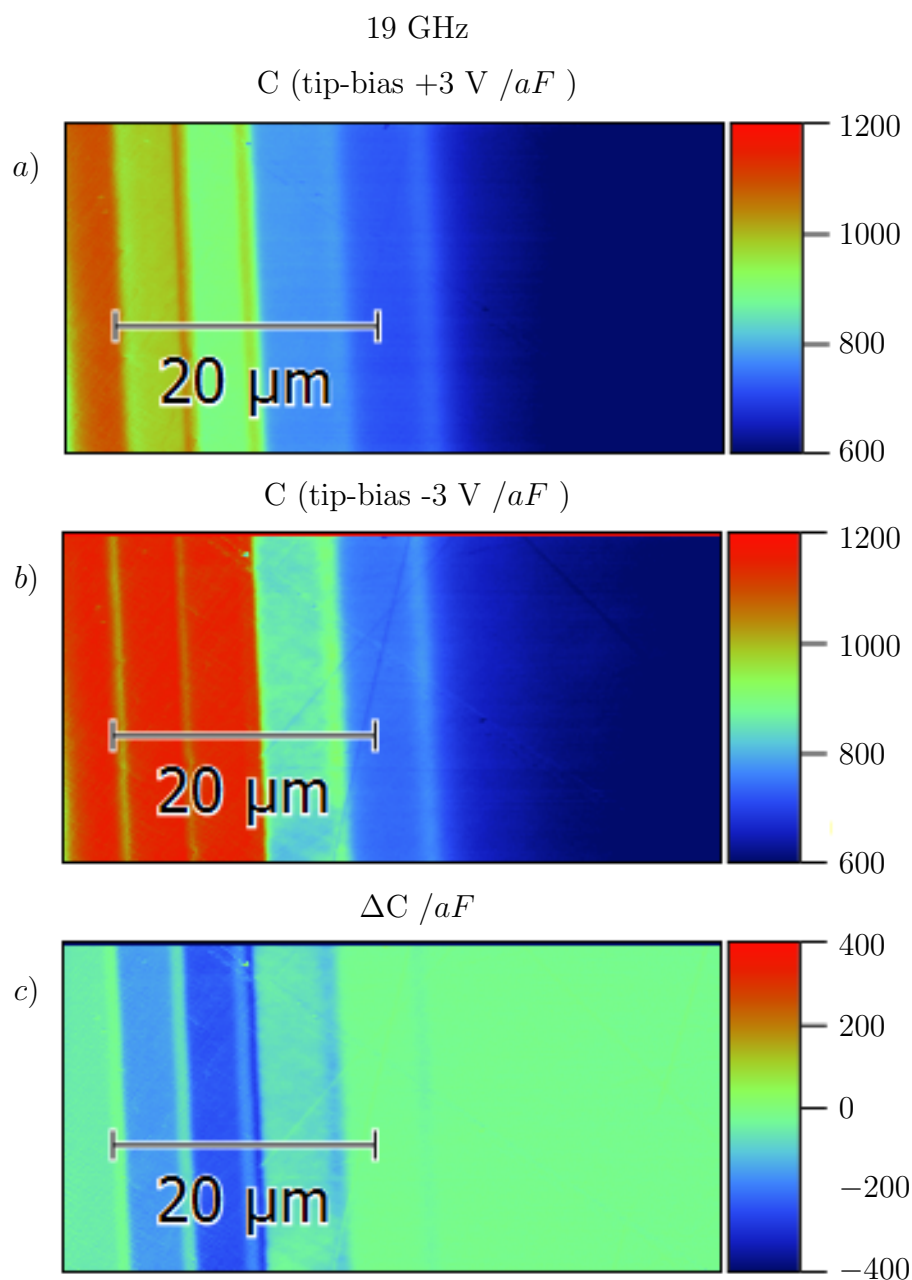 19 GHz
C (tip-bias +3 V /aF )
a)
1200
1000
800
600
20 µm
C (tip-bias -3 V /aF )
b)
1200
1000
800
600
20 µm
ΔC /aF
c)
400
200
0
−200
−400
20 µm